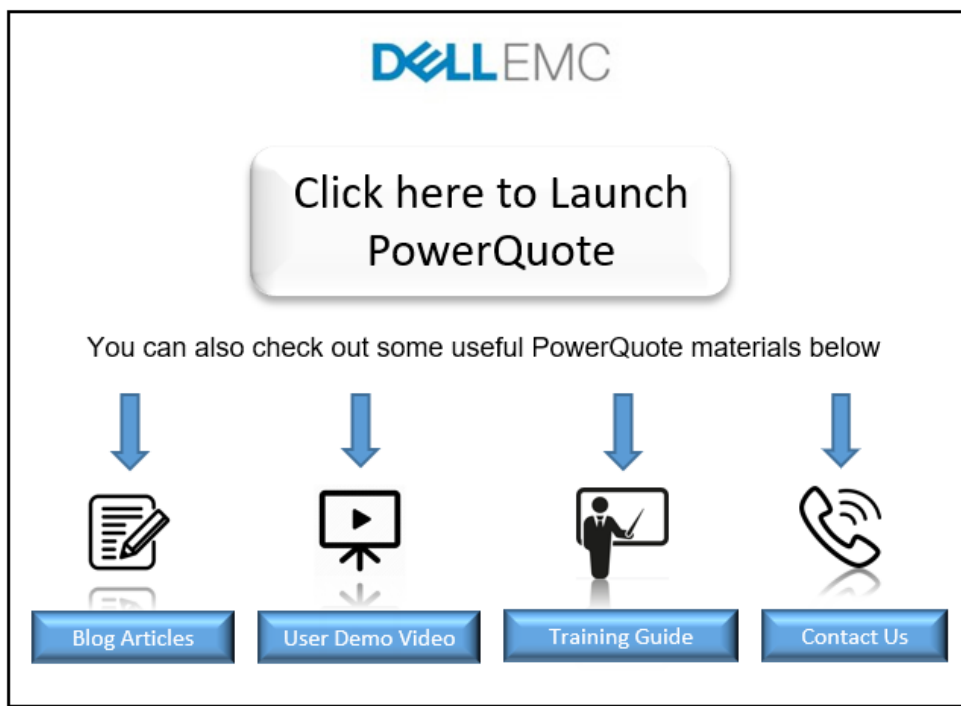 DELLEMC
Click here to Launch
PowerQuote
You can also check out some useful PowerQuote materials below
Blog Articles
User Demo Video
Training Guide
Contact Us